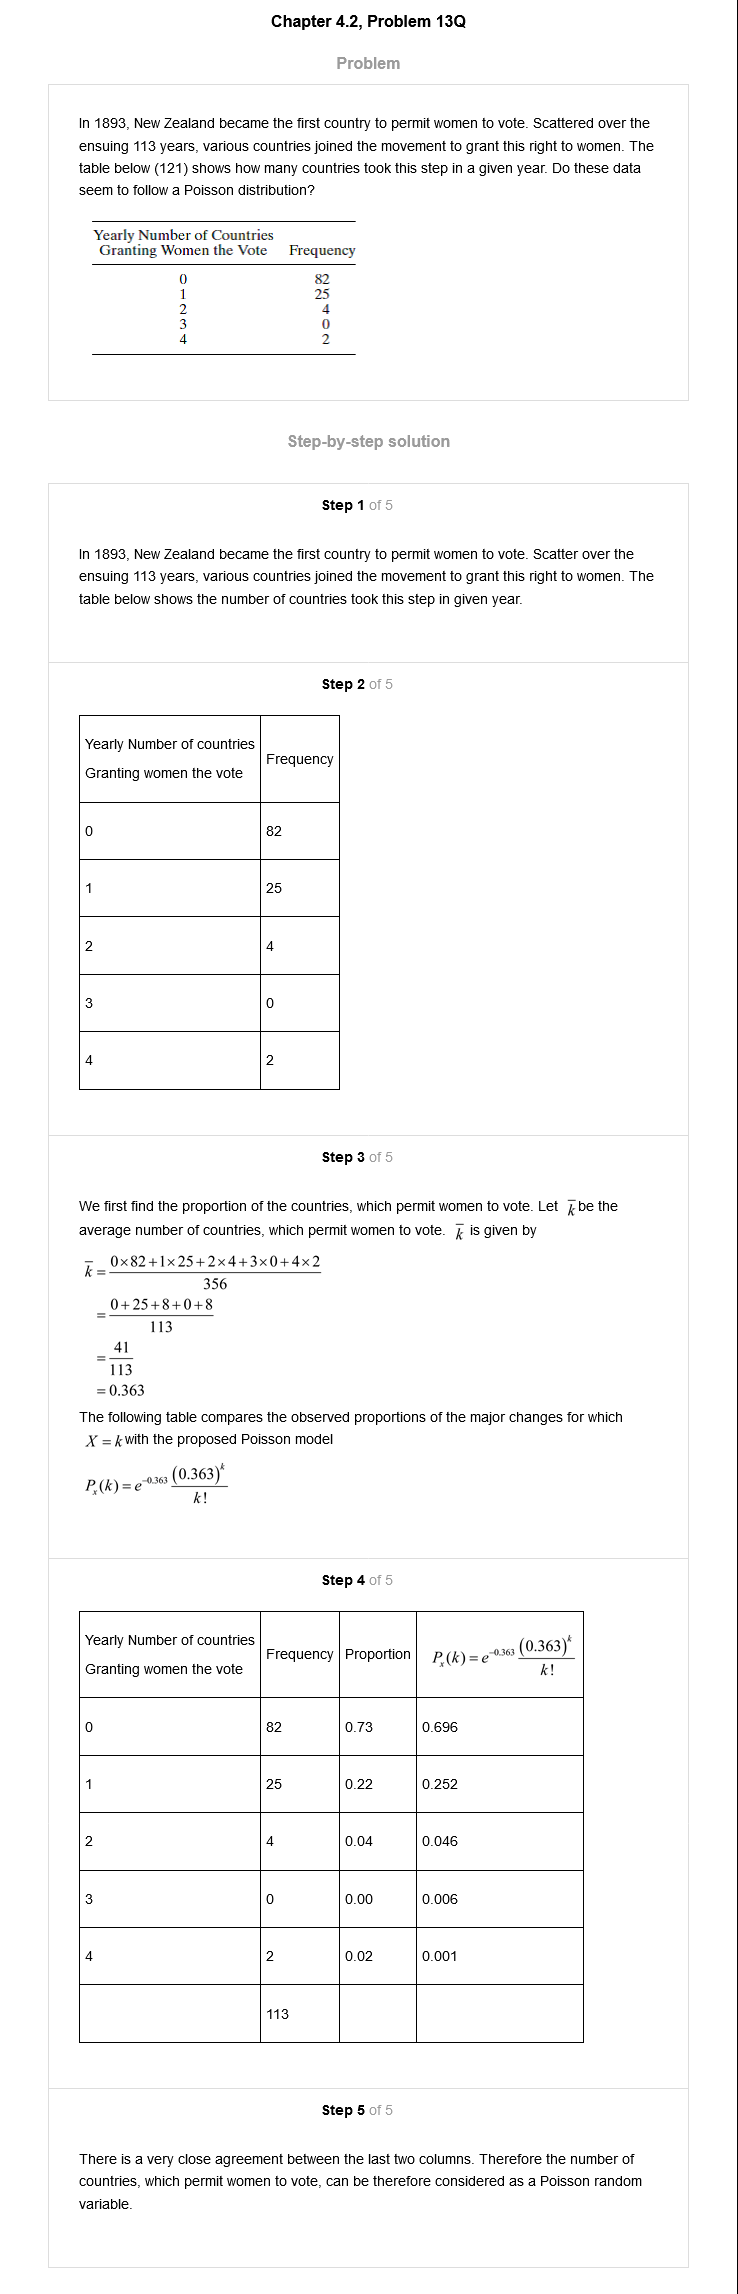 Chapter 4.2, Problem 13Q
Problem
In 1893, New Zealand became the first country to permit women to vote. Scattered over the
ensuing 113 years, various countries joined the movement to grant this right to women. The
table below (121) shows how many countries took this step in a given year. Do these data
seem to follow a Poisson distribution?
Yearly Number of Countries
Granting Women the Vote Frequency
0 82
1 25
2 4
3 0
4 2
Step-by-step solution
Step 1 of 5
In 1893, New Zealand became the first country to permit women to vote. Scatter over the
ensuing 113 years, various countries joined the movement to grant this right to women. The
table below shows the number of countries took this step in given year.
Step 2 of 5
Yearly Number of countries
Granting women the vote Frequency
0 82
1 25
2 4
3 0
4 2
Step 3 of 5
We first find the proportion of the countries, which permit women to vote. Let k̅ be the
average number of countries, which permit women to vote. k̅ is given by
k̅ = 0×82+1×25+2×4+3×0+4×2
356
= 0+25+8+0+8
113
= 41
113
= 0.363
The following table compares the observed proportions of the major changes for which
X = k with the proposed Poisson model
Pₓ(k) = e^-0.363 (0.363)^k
k!
Step 4 of 5
Yearly Number of countries
Granting women the vote Frequency Proportion Pₓ(k) = e^-0.363 (0.363)^k
k!
0 82 0.73 0.696
1 25 0.22 0.252
2 4 0.04 0.046
3 0 0.00 0.006
4 2 0.02 0.001
113
Step 5 of 5
There is a very close agreement between the last two columns. Therefore the number of
countries, which permit women to vote, can be therefore considered as a Poisson random
variable.